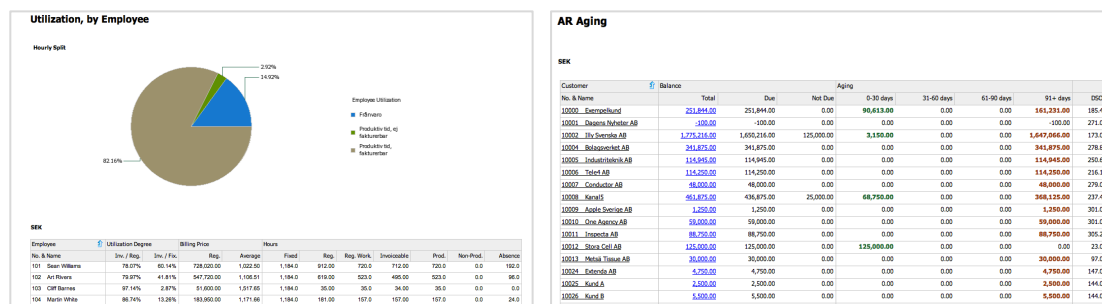 Utilization, by Employee
Hourly Split
2.92%
14.92%
82.16%
Employee Utilization
Frånvaro
Produktiv tid, ej
fakturerbar
Produktiv tid,
fakturerbar
SEK
Employee Utilization Degree Billing Price Hours
No. & Name Inv. / Reg. Inv. / Fix. Reg. Average Fixed Reg. Reg. Work. Invoiceable Prod. Non-Prod. Absence
101 Sean Williams 78.07% 60.14% 728,020.00 1,022.50 1,184.0 912.00 720.0 712.00 720.0 0.0 192.0
102 Art Rivers 79.97% 41.81% 547,720.00 1,106.51 1,184.0 619.00 523.0 495.00 523.0 0.0 96.0
103 Cliff Barnes 97.14% 2.87% 51,600.00 1,517.65 1,184.0 35.00 35.0 34.00 35.0 0.0 0.0
104 Martin White 86.74% 13.26% 183,950.00 1,171.66 1,184.0 181.00 157.0 157.00 157.0 0.0 24.0
AR Aging
SEK
Customer Balance Aging
No. & Name Total Due Not Due 0-30 days 31-60 days 61-90 days 91+ days DSO
10000 Exempelkund 251,844.00 251,844.00 0.00 90,613.00 0.00 0.00 161,231.00 185.4
10001 Dagens Nyheter AB -100.00 -100.00 0.00 0.00 0.00 0.00 -100.00 271.0
10002 Illy Svenska AB 1,775,216.00 1,650,216.00 125,000.00 3,150.00 0.00 0.00 1,647,066.00 173.0
10004 Bolagsverket AB 341,875.00 341,875.00 0.00 0.00 0.00 0.00 341,875.00 278.8
10005 Industriteknik AB 114,945.00 114,945.00 0.00 0.00 0.00 0.00 114,945.00 250.6
10006 Tele4 AB 114,250.00 114,250.00 0.00 0.00 0.00 0.00 114,250.00 216.1
10007 Conductor AB 48,000.00 48,000.00 0.00 0.00 0.00 0.00 48,000.00 279.0
10008 Kanal5 461,875.00 436,875.00 25,000.00 68,750.00 0.00 0.00 368,125.00 237.4
10009 Apple Sverige AB 1,250.00 1,250.00 0.00 0.00 0.00 0.00 1,250.00 301.0
10010 One Agency AB 59,000.00 59,000.00 0.00 0.00 0.00 0.00 59,000.00 301.0
10011 Inspecta AB 88,750.00 88,750.00 0.00 0.00 0.00 0.00 88,750.00 305.2
10012 Stora Cell AB 125,000.00 125,000.00 0.00 125,000.00 0.00 0.00 0.00 23.0
10013 Metsä Tissue AB 30,000.00 30,000.00 0.00 0.00 0.00 0.00 30,000.00 97.0
10024 Extenda AB 4,750.00 4,750.00 0.00 0.00 0.00 0.00 4,750.00 147.0
10025 Kund A 2,500.00 2,500.00 0.00 0.00 0.00 0.00 2,500.00 144.0
10026 Kund B 5,500.00 5,500.00 0.00 0.00 0.00 0.00 5,500.00 144.0